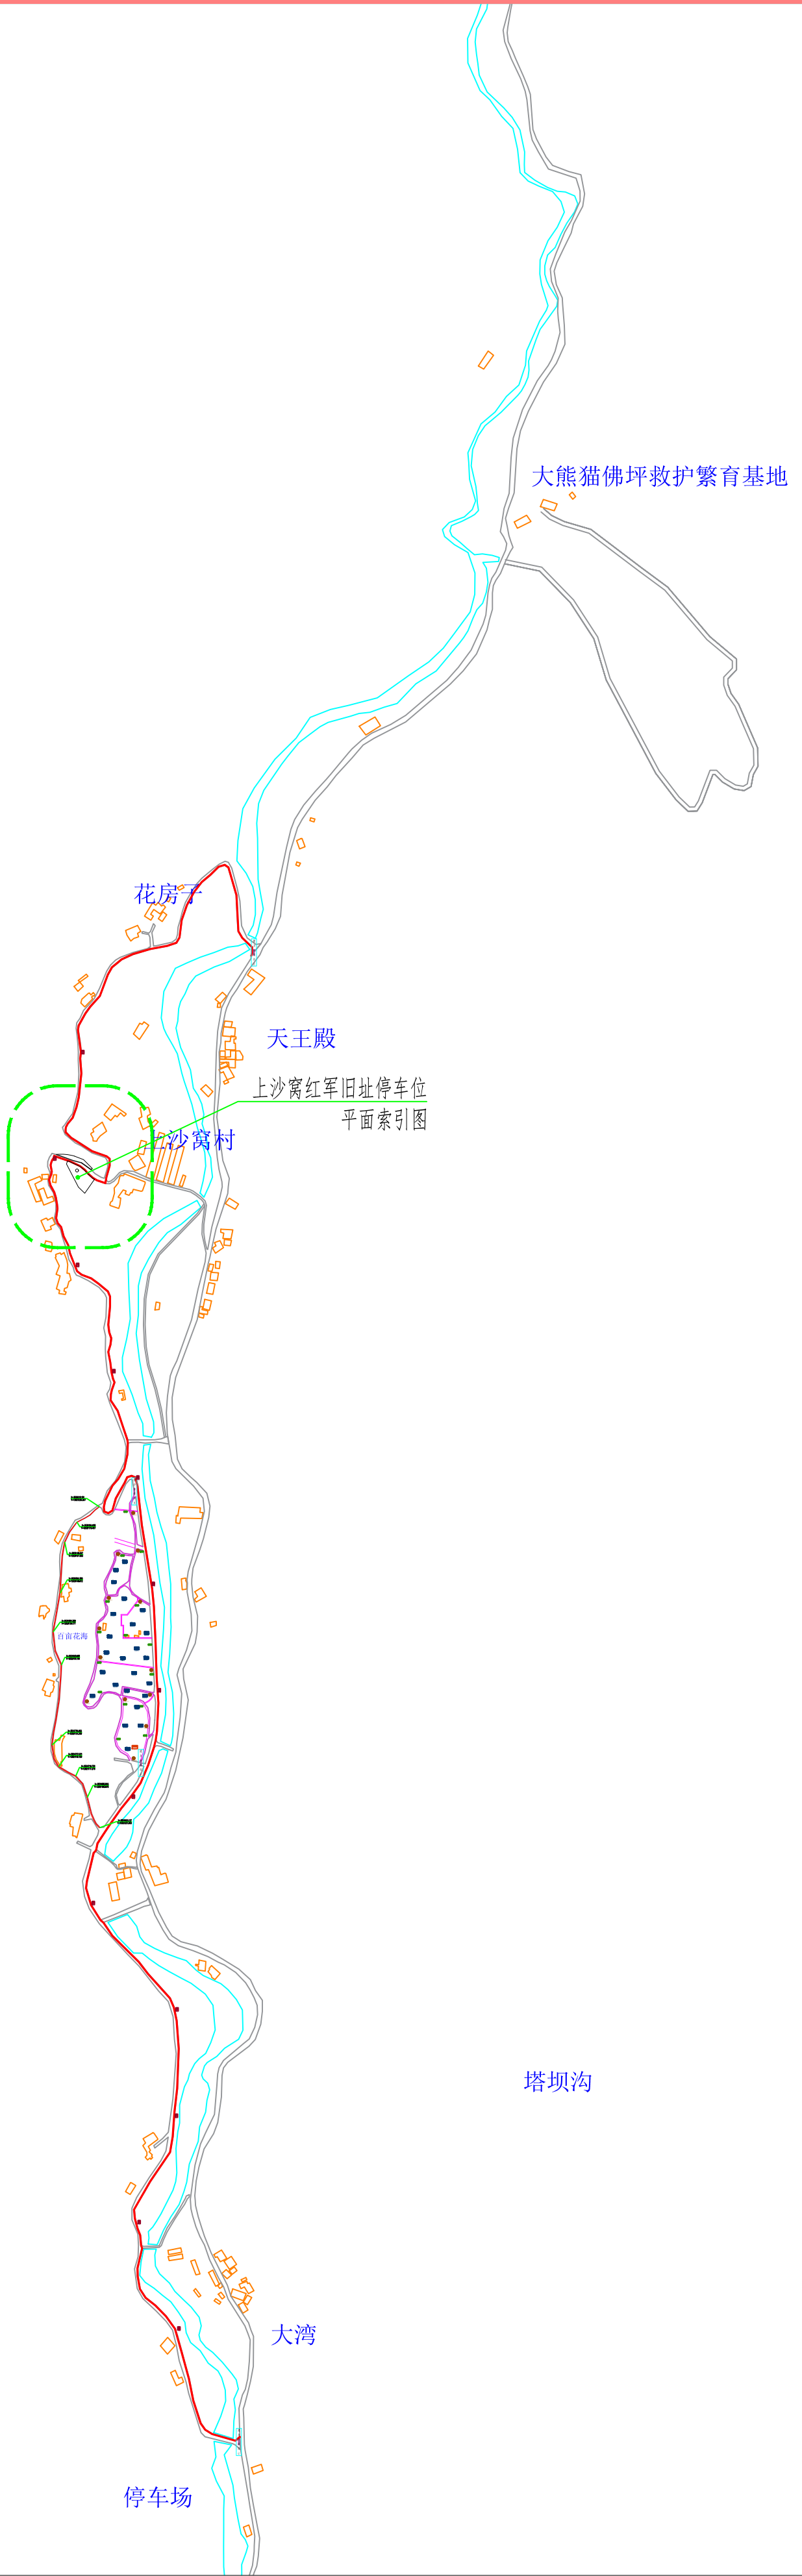 大熊猫佛坪救护繁育基地
花房子
天王殿
上沙窝红军旧址停车位
平面索引图
上沙窝村
百亩花海
塔坝沟
大湾
停车场